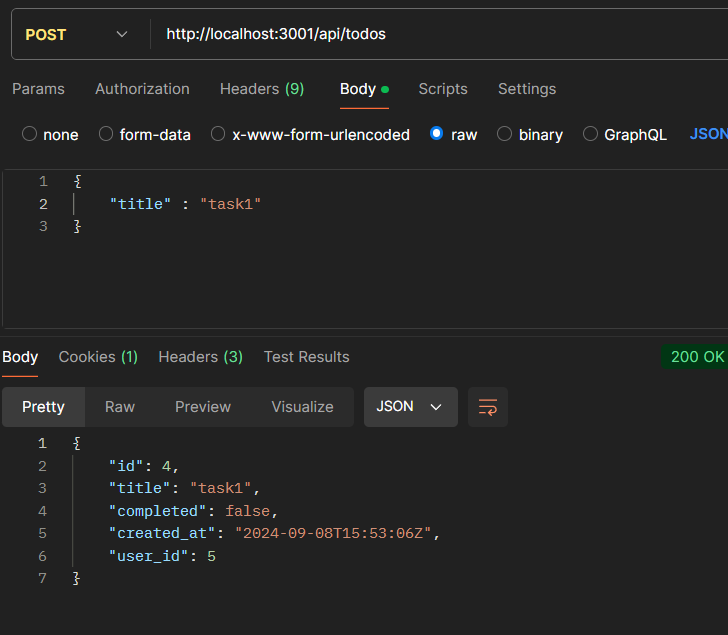 POST http://localhost:3001/api/todos
Params Authorization Headers (9) Body Scripts Settings
none form-data x-www-form-urlencoded raw binary GraphQL JSON
1 {
2 "title" : "task1"
3 }
Body Cookies (1) Headers (3) Test Results 200 OK
Pretty Raw Preview Visualize JSON
1 {
2 "id": 4,
3 "title": "task1",
4 "completed": false,
5 "created_at": "2024-09-08T15:53:06Z",
6 "user_id": 5
7 }